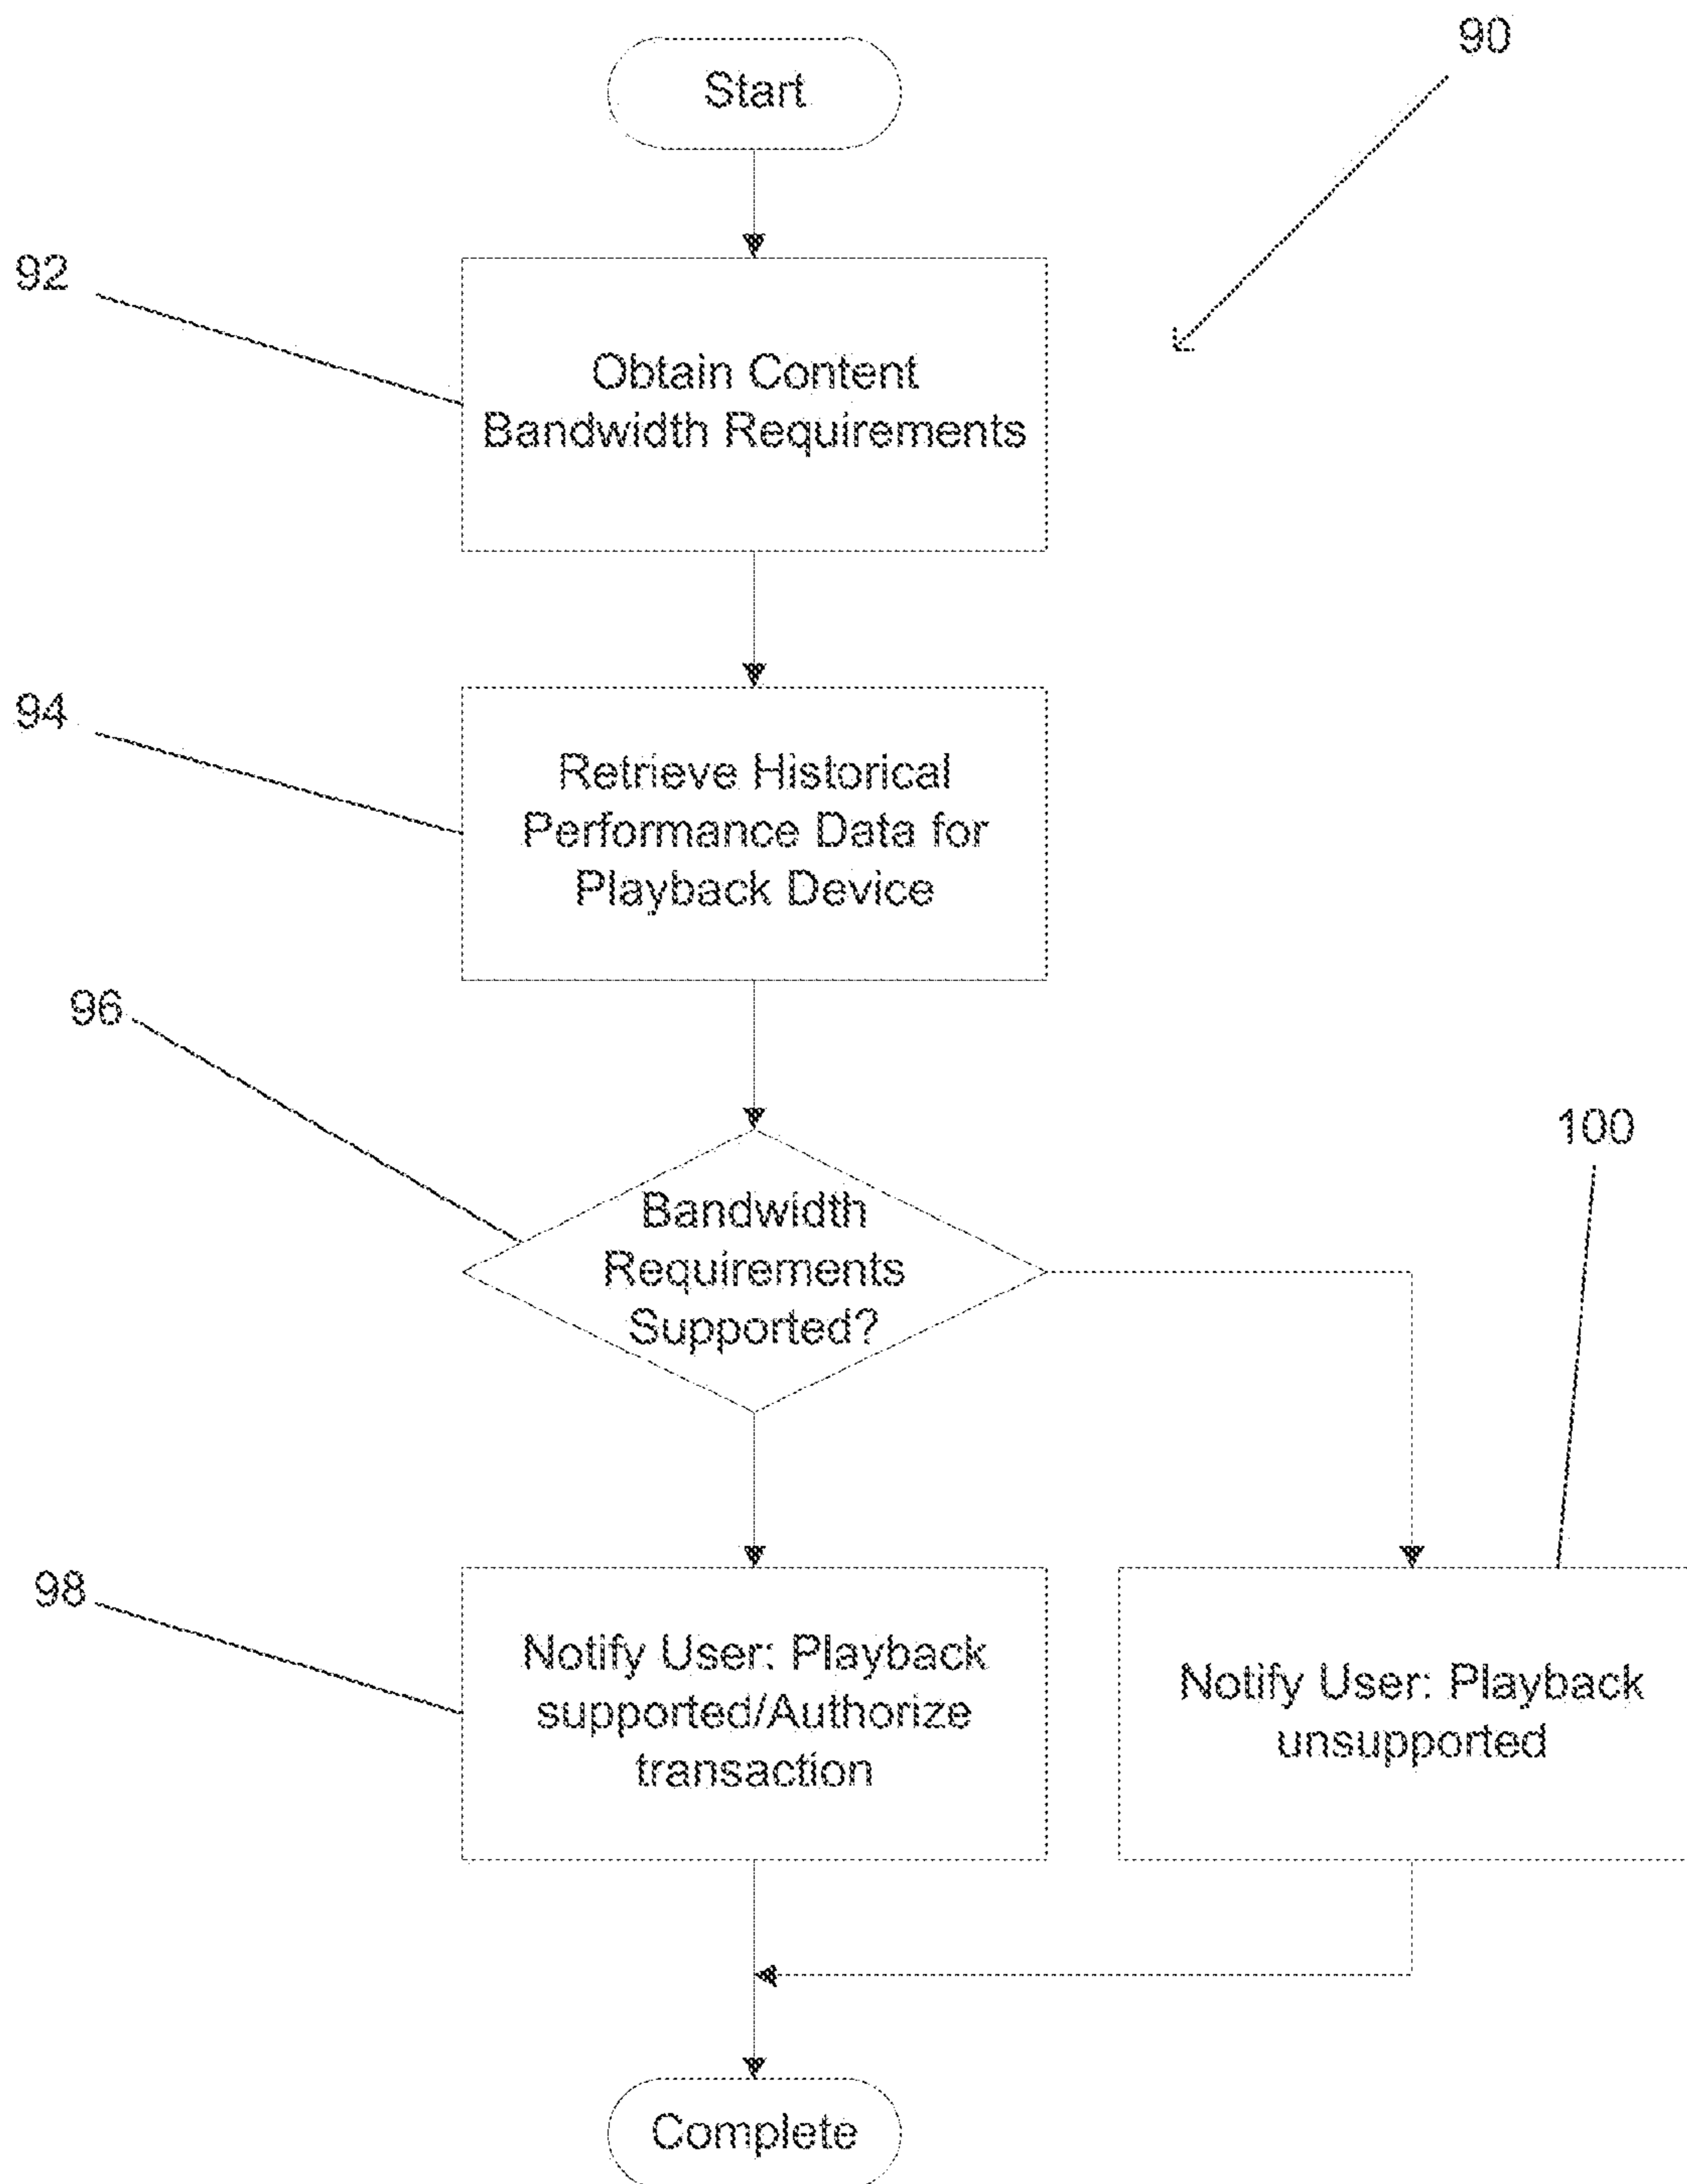 90
Start
92
Obtain Content
Bandwidth Requirements
94
Retrieve Historical
Performance Data for
Playback Device
96
Bandwidth
Requirements
Supported?
100
98
Notify User: Playback
supported/Authorize
transaction
Notify User: Playback
unsupported
Complete